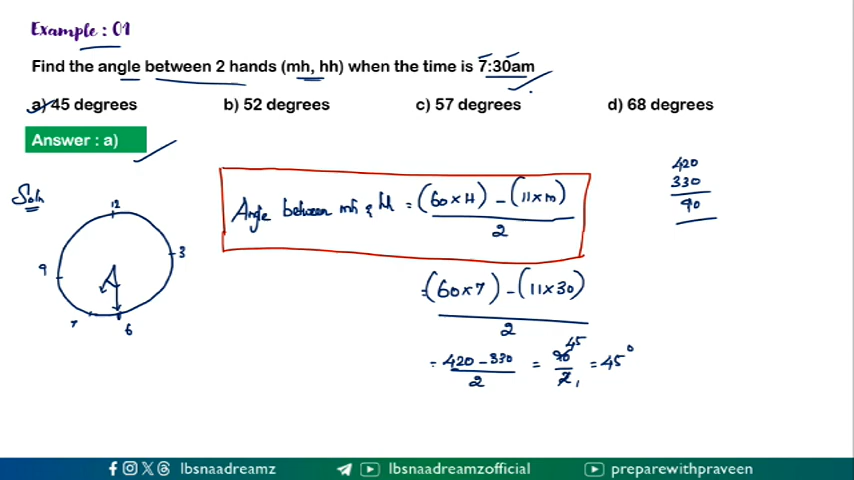 Example : 01
Find the angle between 2 hands (mh, hh) when the time is 7:30am
a) 45 degrees b) 52 degrees c) 57 degrees d) 68 degrees
Answer : a)
Soln
12
9
3
7
6
Angle between mh & hh = (60 x H) - (11 x m)
2
= (60 x 7) - (11 x 30)
2
= 420 - 330 = 90 45 = 45°
2 2 1
420
330
90
lbsnaadreamz lbsnaadreamzofficial preparewithpraveen